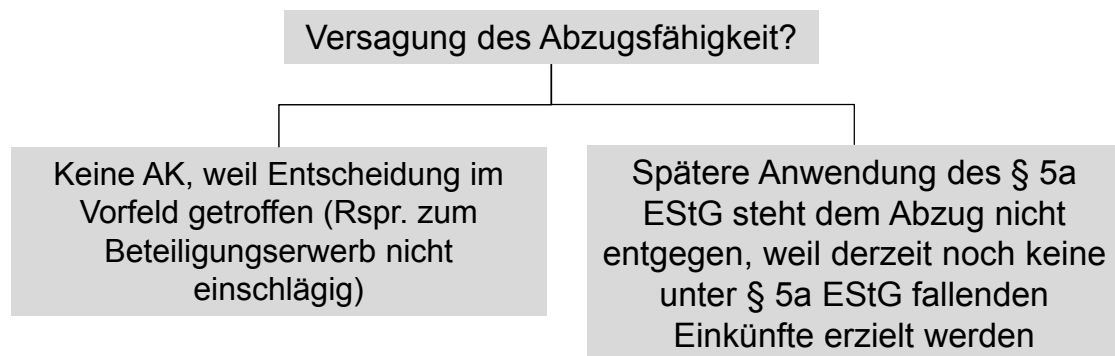 Versagung des Abzugsfähigkeit?
Keine AK, weil Entscheidung im
Vorfeld getroffen (Rspr. zum
Beteiligungserwerb nicht
einschlägig)
Spätere Anwendung des § 5a
EStG steht dem Abzug nicht
entgegen, weil derzeit noch keine
unter § 5a EStG fallenden
Einkünfte erzielt werden